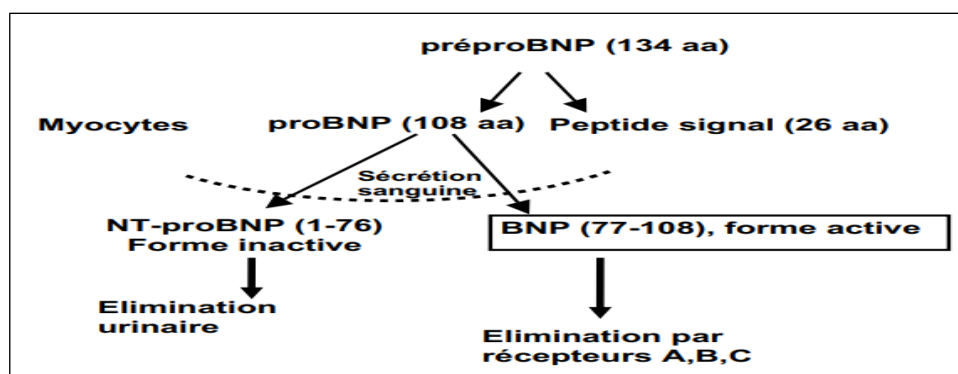 préproBNP (134 aa)
Myocytes proBNP (108 aa) Peptide signal (26 aa)
Sécrétion
sanguine
NT-proBNP (1-76)
Forme inactive
BNP (77-108), forme active
Elimination
urinaire
Elimination par
récepteurs A,B,C